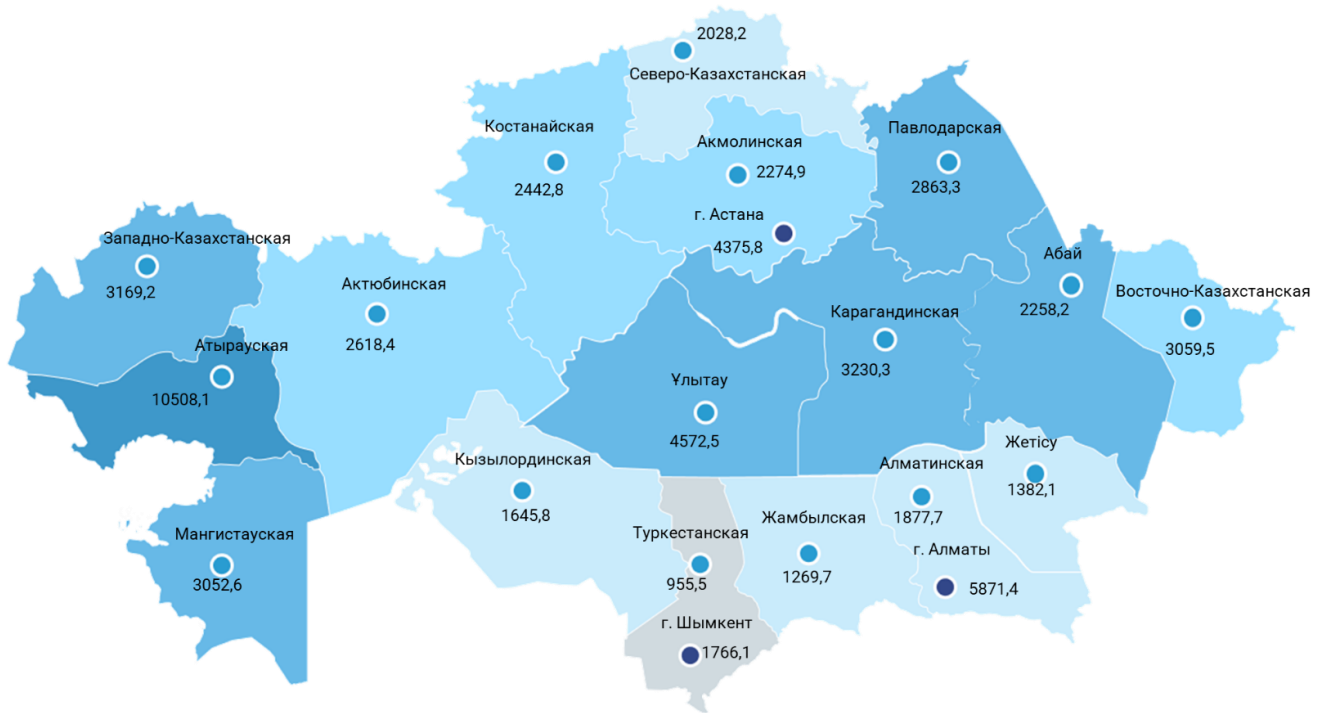 2028,2
Северо-Казахстанская
Костанайская
2442,8
Акмолинская
2274,9
г. Астана
4375,8
Павлодарская
2863,3
Западно-Казахстанская
3169,2
Актюбинская
2618,4
Абай
2258,2
Восточно-Казахстанская
3059,5
Карагандинская
3230,3
Атырауская
10508,1
Ұлытау
4572,5
Кызылординская
1645,8
Алматинская
1877,7
Жетісу
1382,1
Мангистауская
3052,6
Туркестанская
955,5
Жамбылская
1269,7
г. Алматы
5871,4
г. Шымкент
1766,1